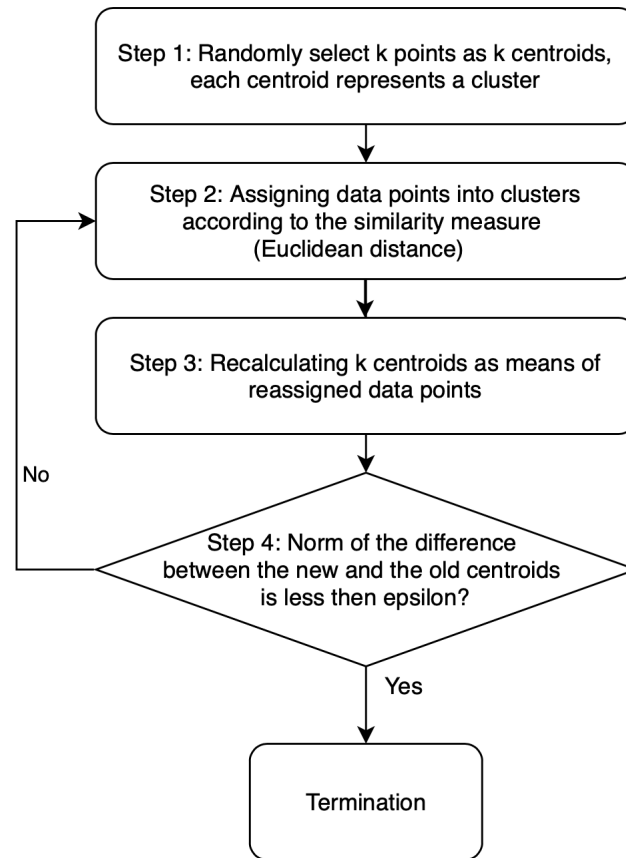 Step 1: Randomly select k points as k centroids,
each centroid represents a cluster
Step 2: Assigning data points into clusters
according to the similarity measure
(Euclidean distance)
Step 3: Recalculating k centroids as means of
reassigned data points
No
Step 4: Norm of the difference
between the new and the old centroids
is less then epsilon?
Yes
Termination